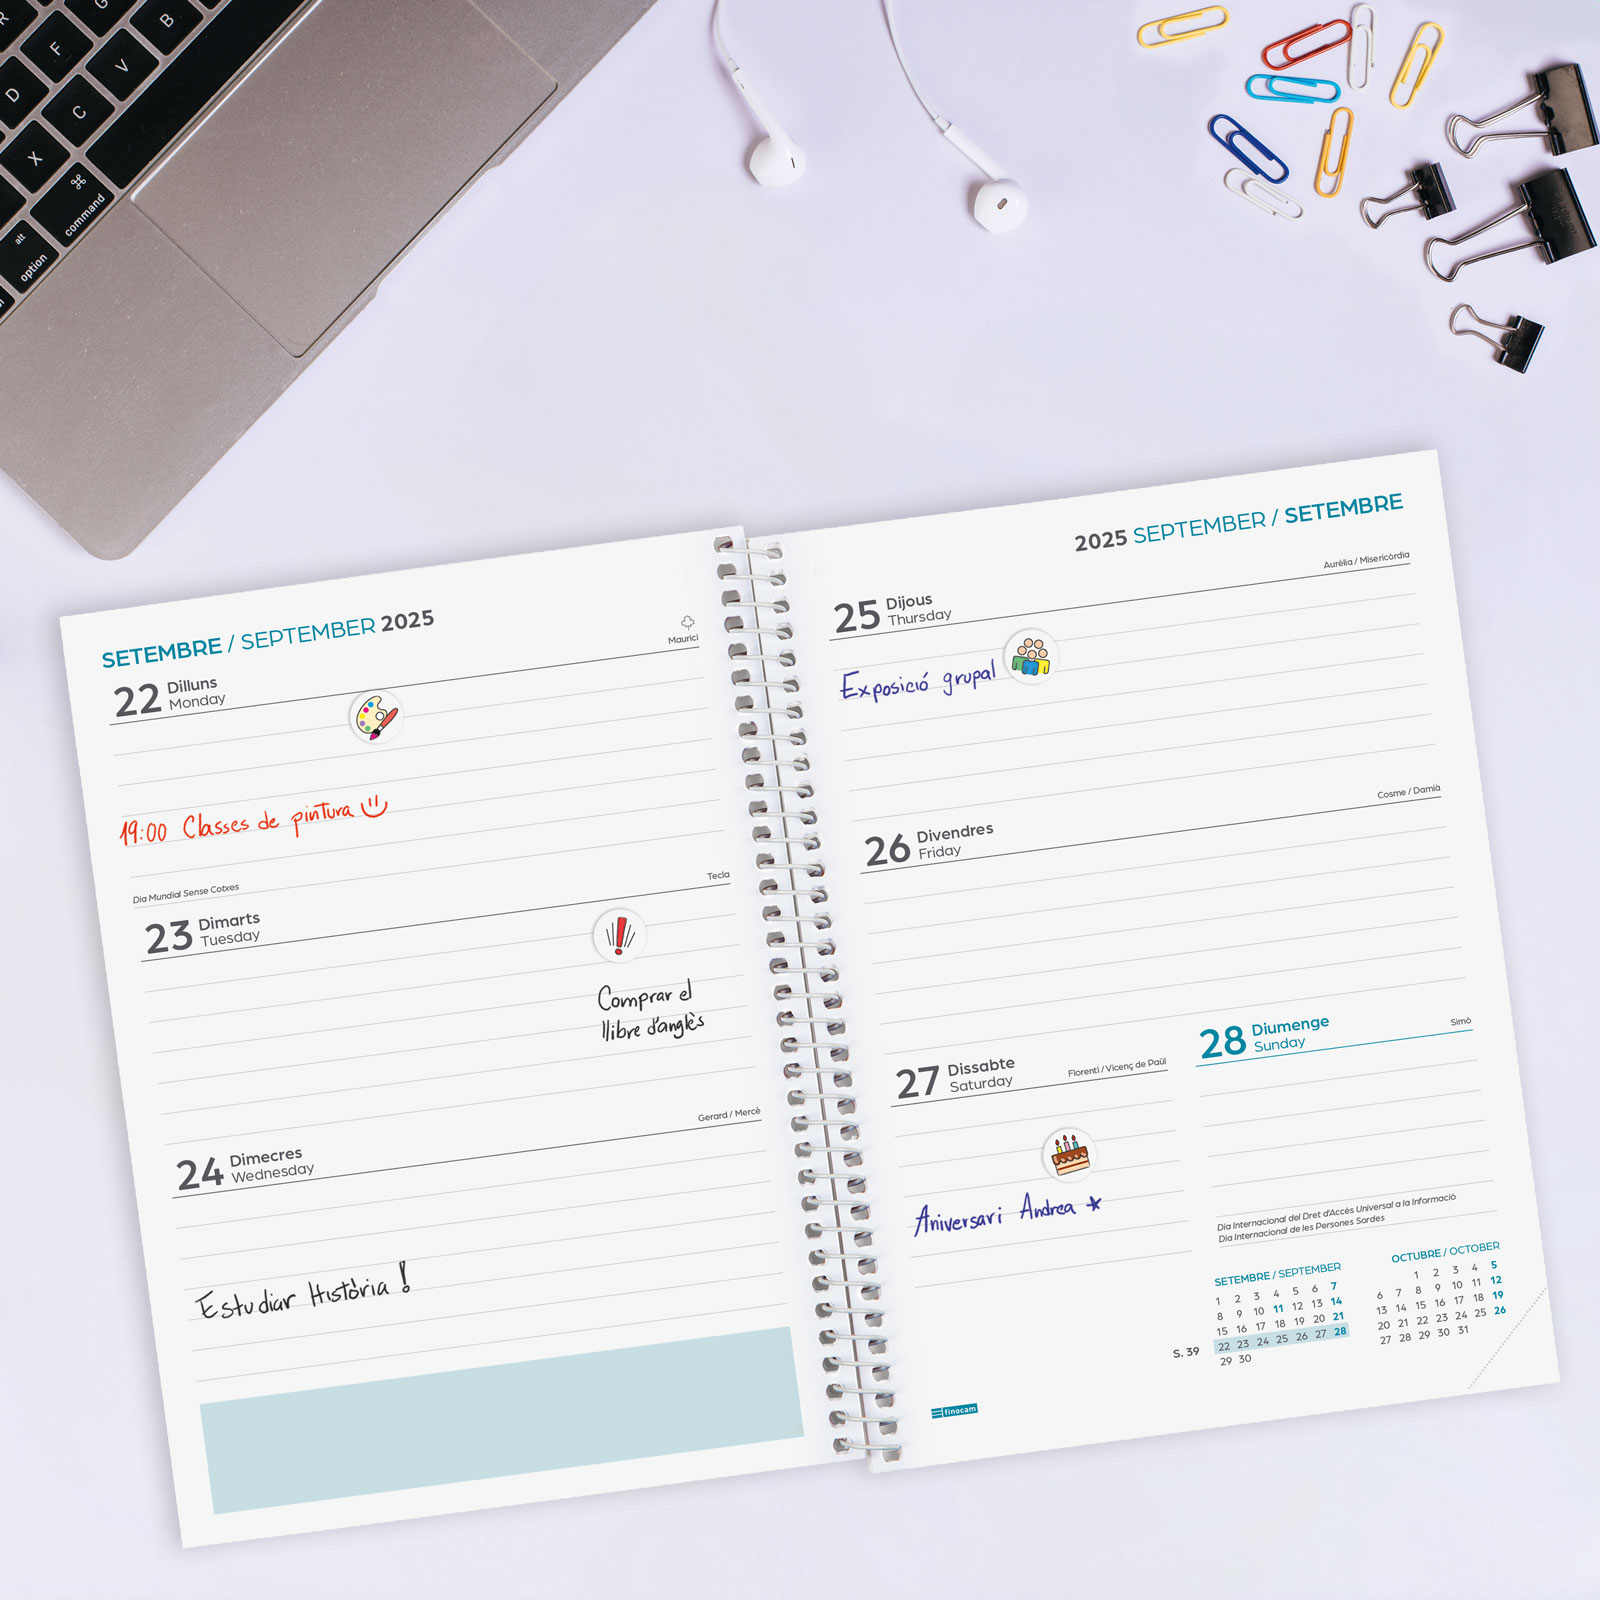 R
F
B
D
V
C
X
⌘
command
alt
option
SETEMBRE / SEPTEMBER 2025
Maurici
22 Dilluns
Monday
19:00 Classes de pintura
Dia Mundial Sense Cotxes
Tecla
23 Dimarts
Tuesday
Comprar el
llibre d'anglès
Gerard / Mercè
24 Dimecres
Wednesday
Estudiar Història !
2025 SEPTEMBER / SETEMBRE
Aurèlia / Misericòrdia
25 Dijous
Thursday
Exposició grupal
Cosme / Damià
26 Divendres
Friday
27 Dissabte
Saturday
Florentí / Vicenç de Paül
Aniversari Andrea
28 Diumenge
Sunday
Simó
Dia Internacional del Dret d'Accès Universal a la Informació
Dia Internacional de les Persones Sordes
SETEMBRE / SEPTEMBER
1 2 3 4 5 6 7
8 9 10 11 12 13 14
15 16 17 18 19 20 21
S. 39 22 23 24 25 26 27 28
29 30
OCTUBRE / OCTOBER
1 2 3 4 5
6 7 8 9 10 11 12
13 14 15 16 17 18 19
20 21 22 23 24 25 26
27 28 29 30 31
finocam